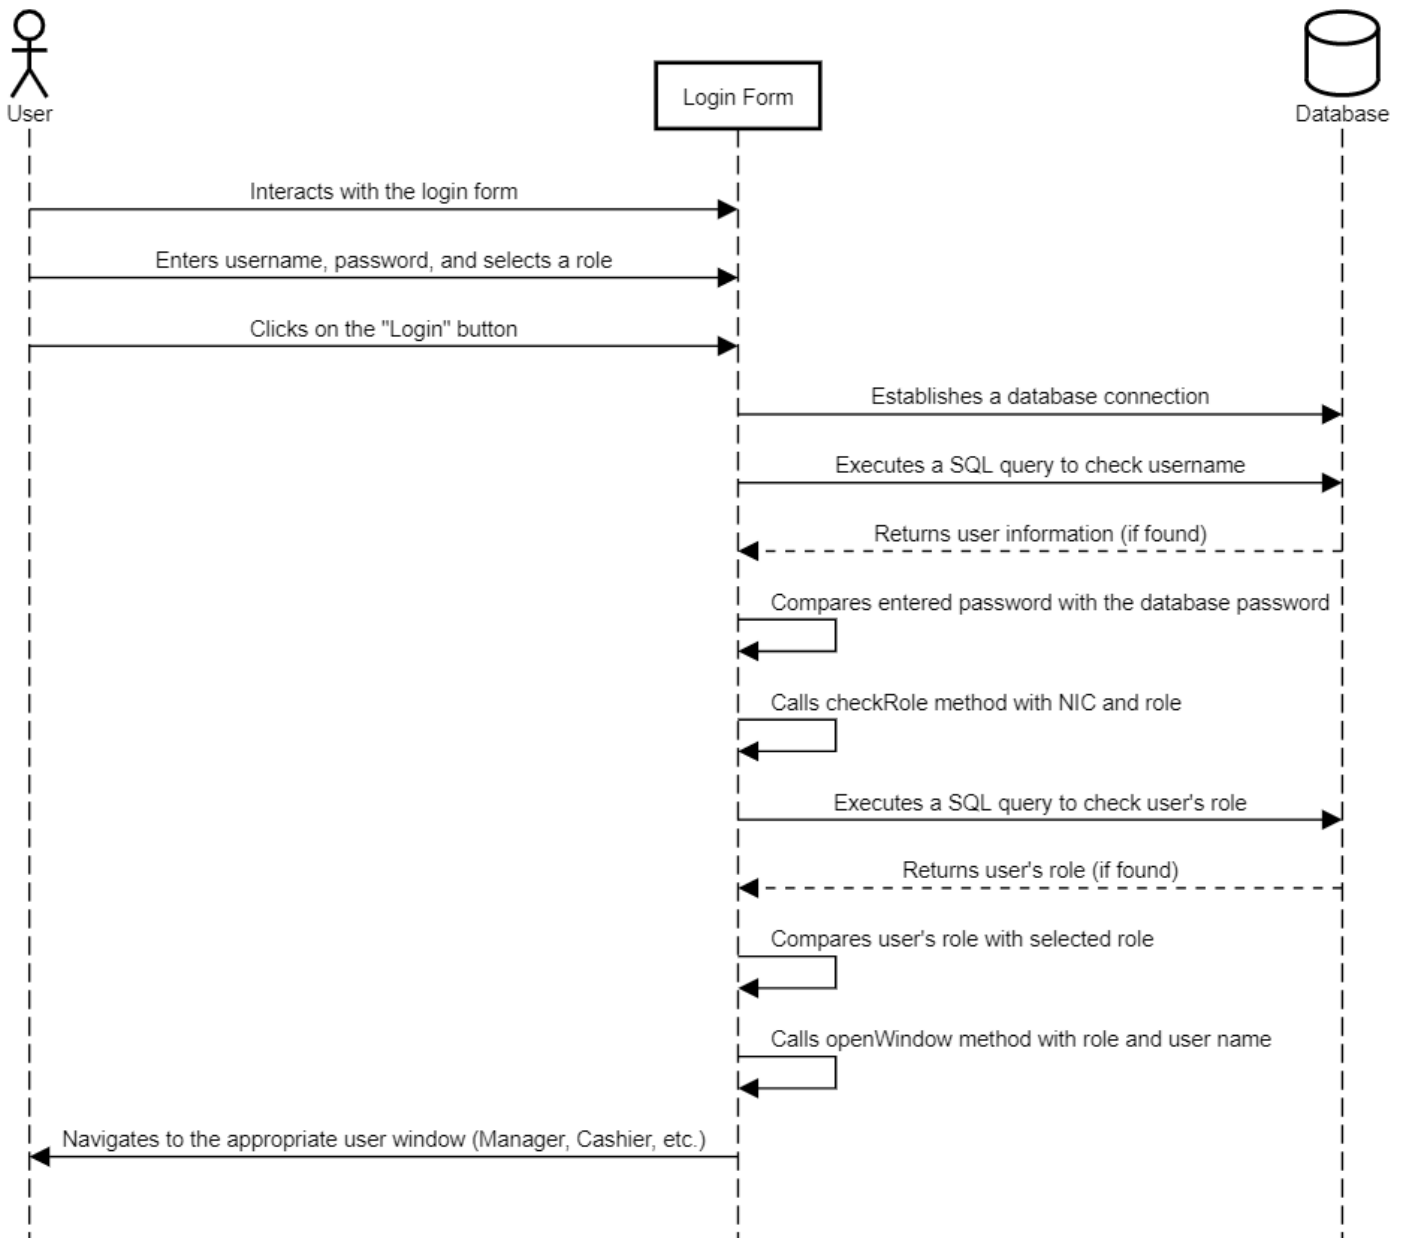 User
Login Form
Database
Interacts with the login form
Enters username, password, and selects a role
Clicks on the "Login" button
Establishes a database connection
Executes a SQL query to check username
Returns user information (if found)
Compares entered password with the database password
Calls checkRole method with NIC and role
Executes a SQL query to check user's role
Returns user's role (if found)
Compares user's role with selected role
Calls openWindow method with role and user name
Navigates to the appropriate user window (Manager, Cashier, etc.)